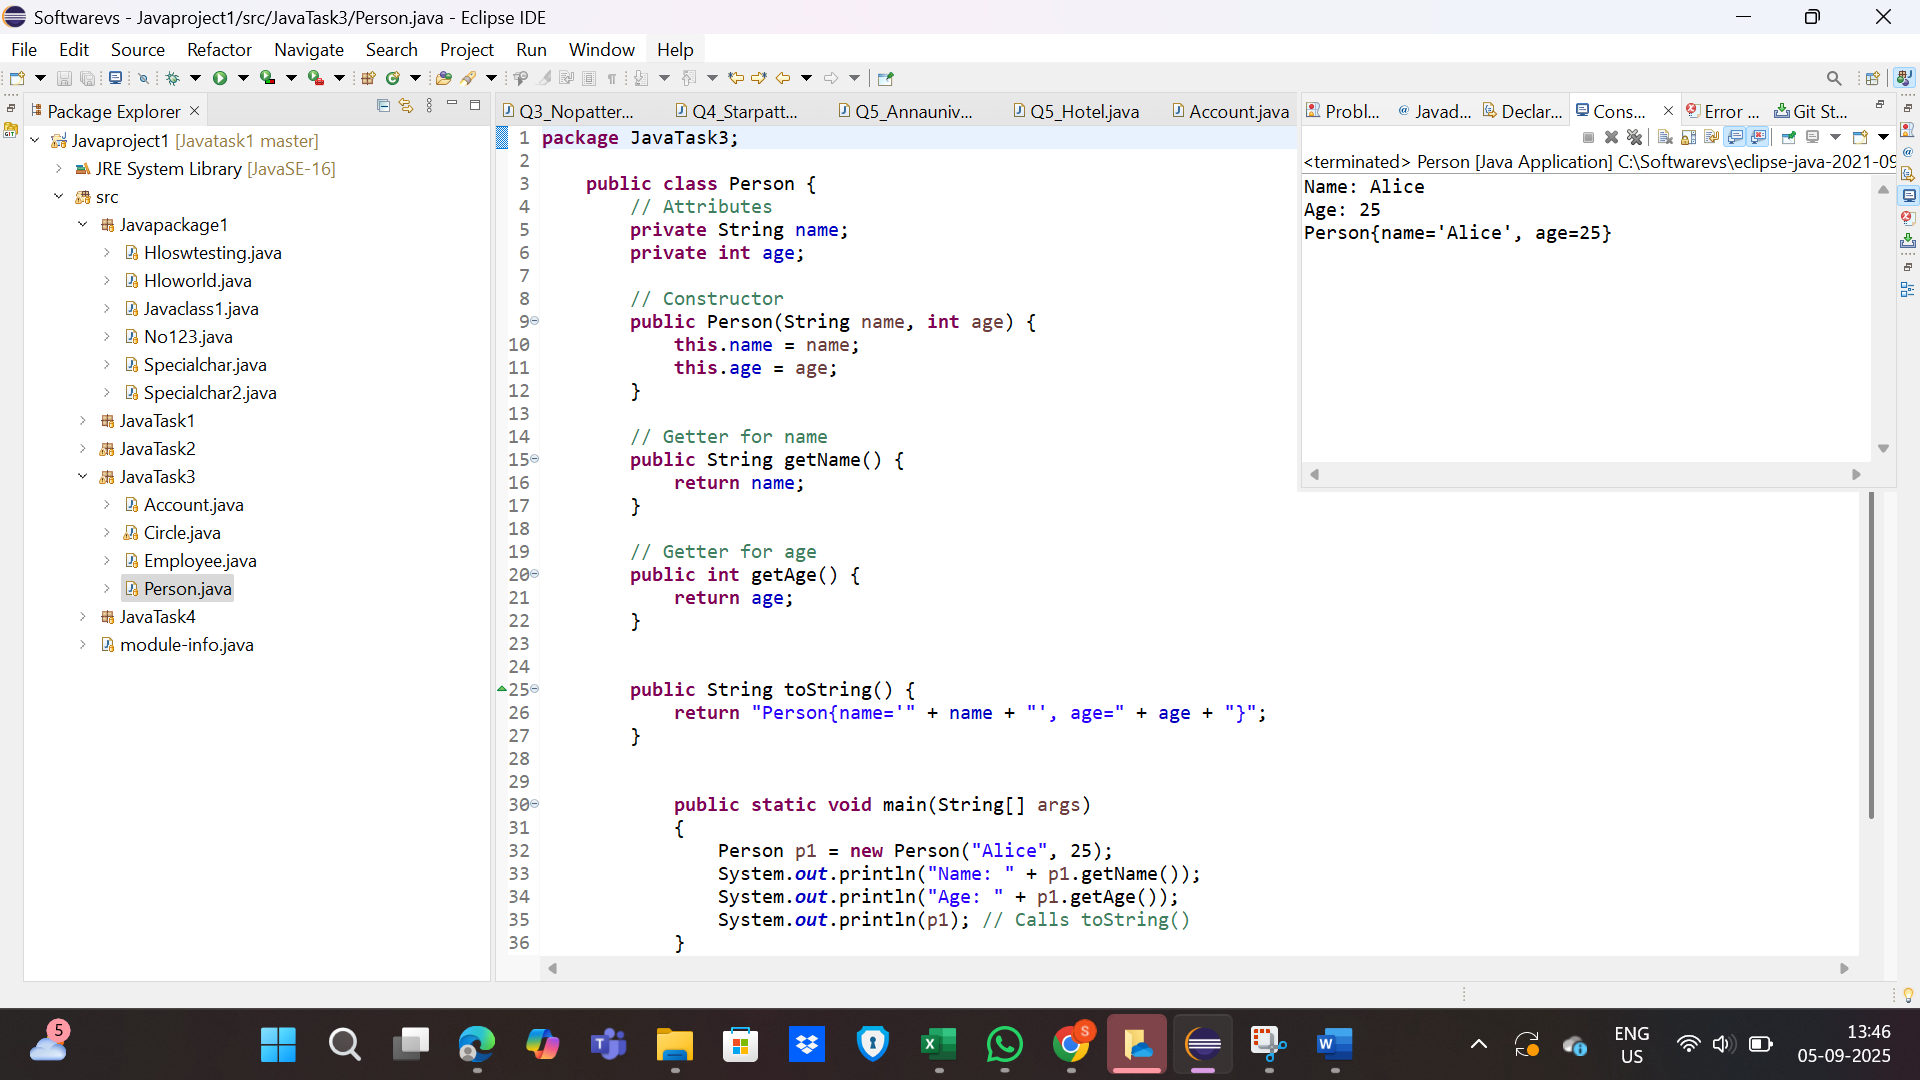 Softwarevs - Javaproject1/src/JavaTask3/Person.java - Eclipse IDE
File Edit Source Refactor Navigate Search Project Run Window Help
Package Explorer
Javaproject1 [Javatask1 master]
JRE System Library [JavaSE-16]
src
Javapackage1
Hloswtesting.java
Hloworld.java
Javaclass1.java
No123.java
Specialchar.java
Specialchar2.java
JavaTask1
JavaTask2
JavaTask3
Account.java
Circle.java
Employee.java
Person.java
JavaTask4
module-info.java
Q3_Nopatter... Q4_Starpatt... Q5_Annauniv... Q5_Hotel.java Account.java
1 package JavaTask3;
2
3 public class Person {
4 // Attributes
5 private String name;
6 private int age;
7
8 // Constructor
9 public Person(String name, int age) {
10 this.name = name;
11 this.age = age;
12 }
13
14 // Getter for name
15 public String getName() {
16 return name;
17 }
18
19 // Getter for age
20 public int getAge() {
21 return age;
22 }
23
24
25 public String toString() {
26 return "Person{name='" + name + "', age=" + age + "}";
27 }
28
29
30 public static void main(String[] args)
31 {
32 Person p1 = new Person("Alice", 25);
33 System.out.println("Name: " + p1.getName());
34 System.out.println("Age: " + p1.getAge());
35 System.out.println(p1); // Calls toString()
36 }
Probl... Javad... Declar... Cons... Error ... Git St...
<terminated> Person [Java Application] C:\Softwarevs\eclipse-java-2021-09
Name: Alice
Age: 25
Person{name='Alice', age=25}
5
S
ENG
US
13:46
05-09-2025